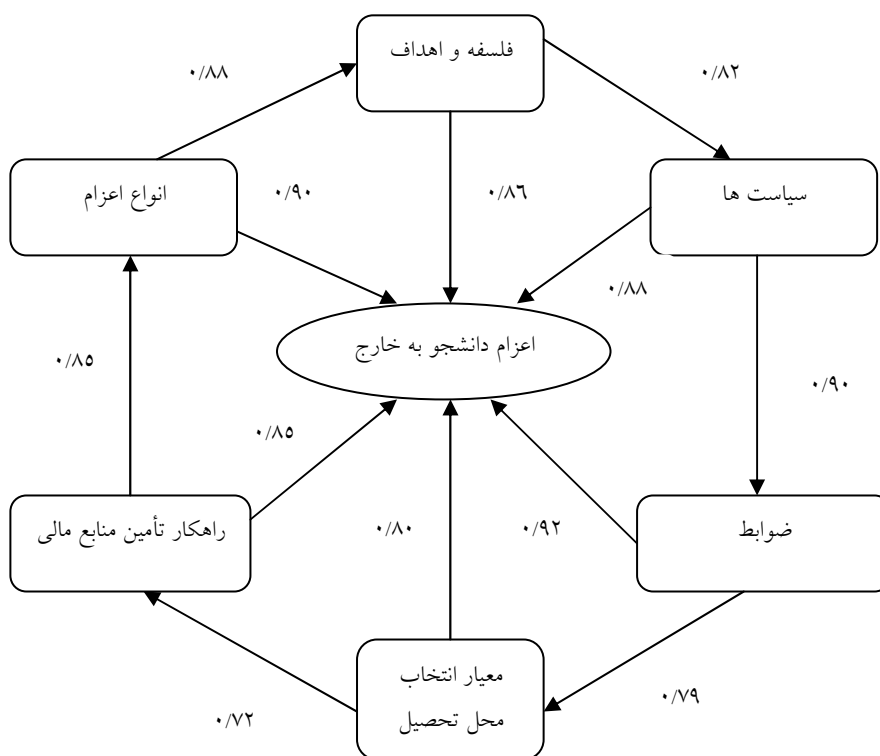 فلسفه و اهداف
۰/۸۸
۰/۸۲
انواع اعزام
۰/۹۰
۰/۸٦
سیاست ها
۰/۸۸
اعزام دانشجو به خارج
۰/۸۵
۰/۹۰
۰/۸۵
راهکار تأمین منابع مالی
۰/۸۰
۰/۹۲
ضوابط
معیار انتخاب
محل تحصیل
۰/۷۲
۰/۷۹